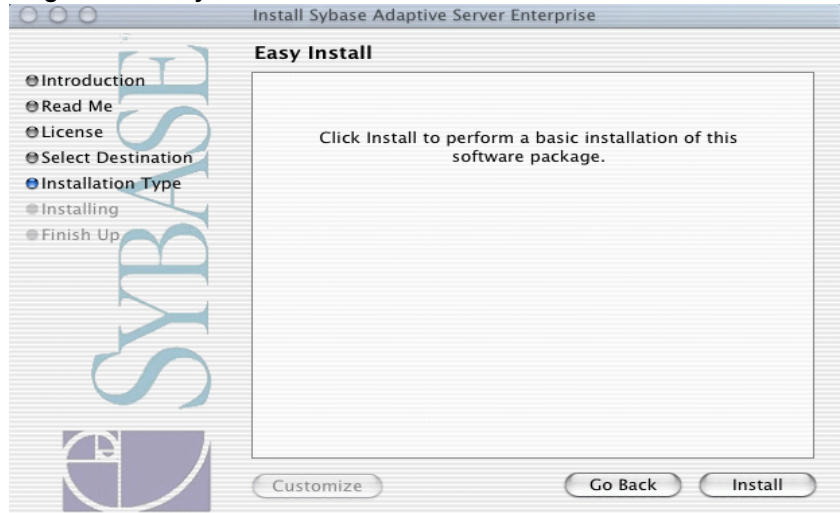 Install Sybase Adaptive Server Enterprise
Easy Install
Introduction
Read Me
License
Select Destination
Installation Type
Installing
Finish Up
SYBASE
Click Install to perform a basic installation of this
software package.
Customize
Go Back
Install